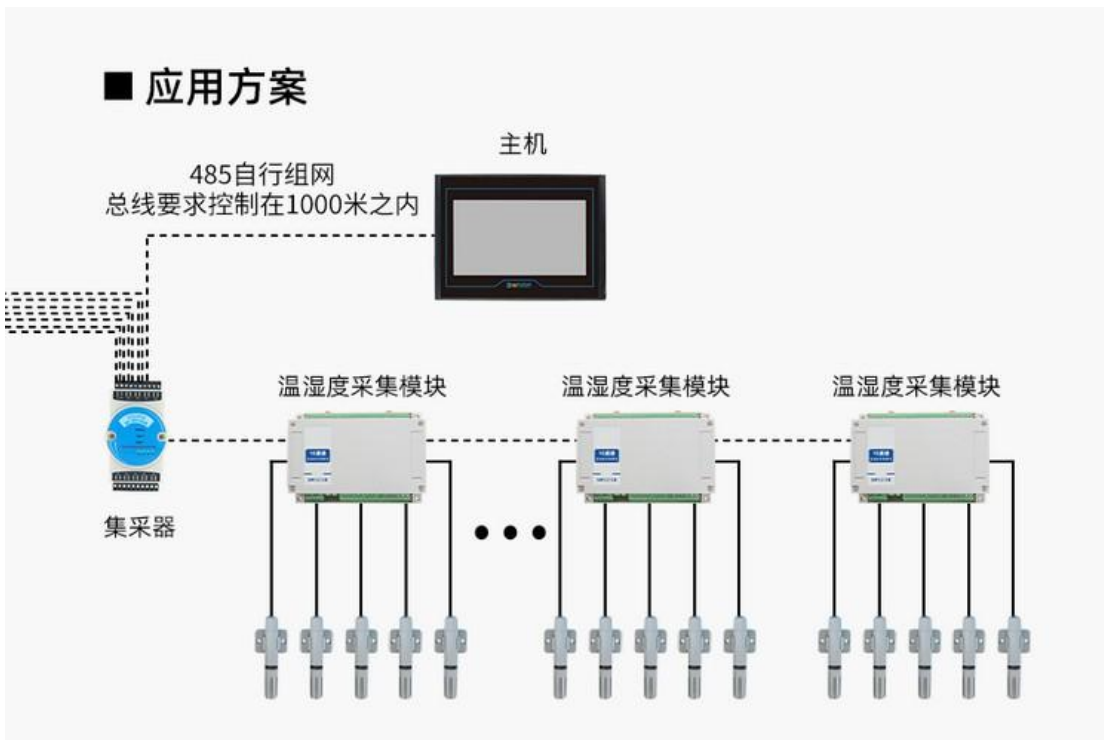 ■ 应用方案
主机
485自行组网
总线要求控制在1000米之内
温湿度采集模块
温湿度采集模块
温湿度采集模块
集采器